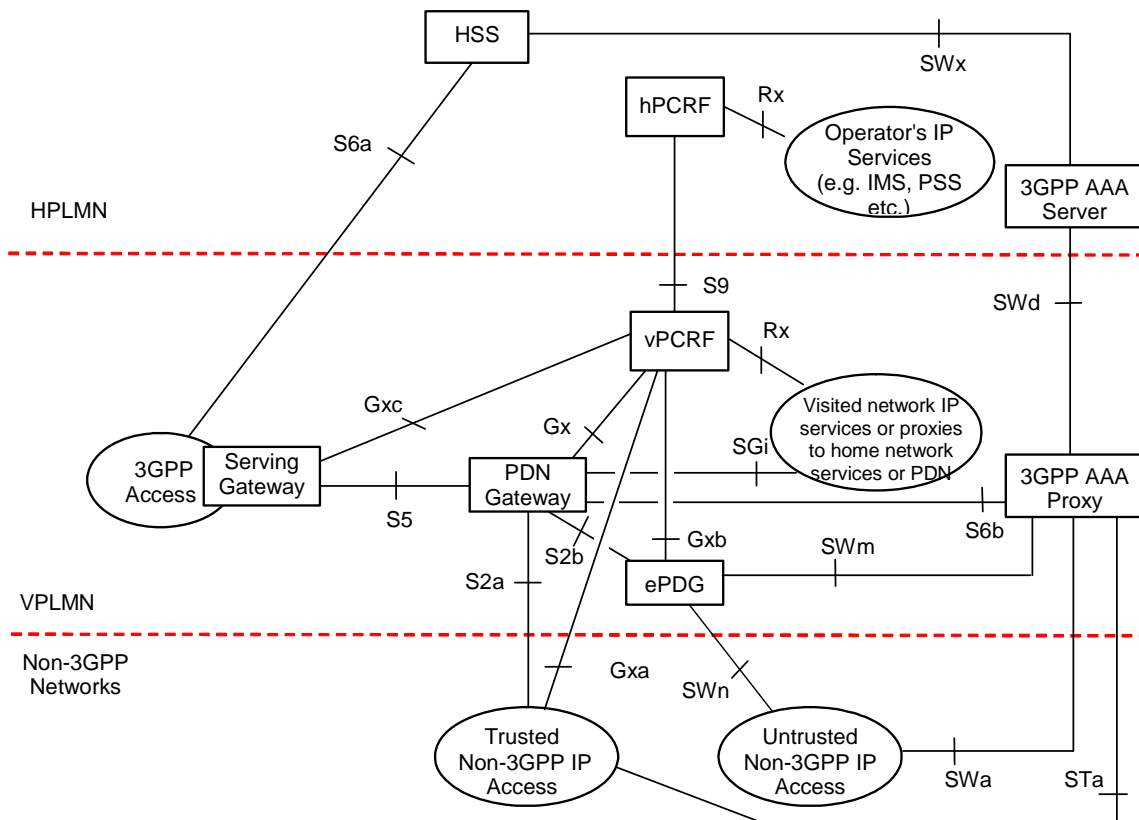 HSS
SWx
hPCRF
Rx
Operator's IP
Services
(e.g. IMS, PSS
etc.)
S6a
3GPP AAA
Server
HPLMN
S9
SWd
vPCRF
Rx
Gxc
Visited network IP
services or proxies
to home network
services or PDN
Gx
SGi
3GPP
Access
Serving
Gateway
PDN
Gateway
3GPP AAA
Proxy
S5
S6b
S2b
Gxb
SWm
S2a
ePDG
VPLMN
Non-3GPP
Networks
Gxa
SWn
Trusted
Non-3GPP IP
Access
Untrusted
Non-3GPP IP
Access
SWa
STa